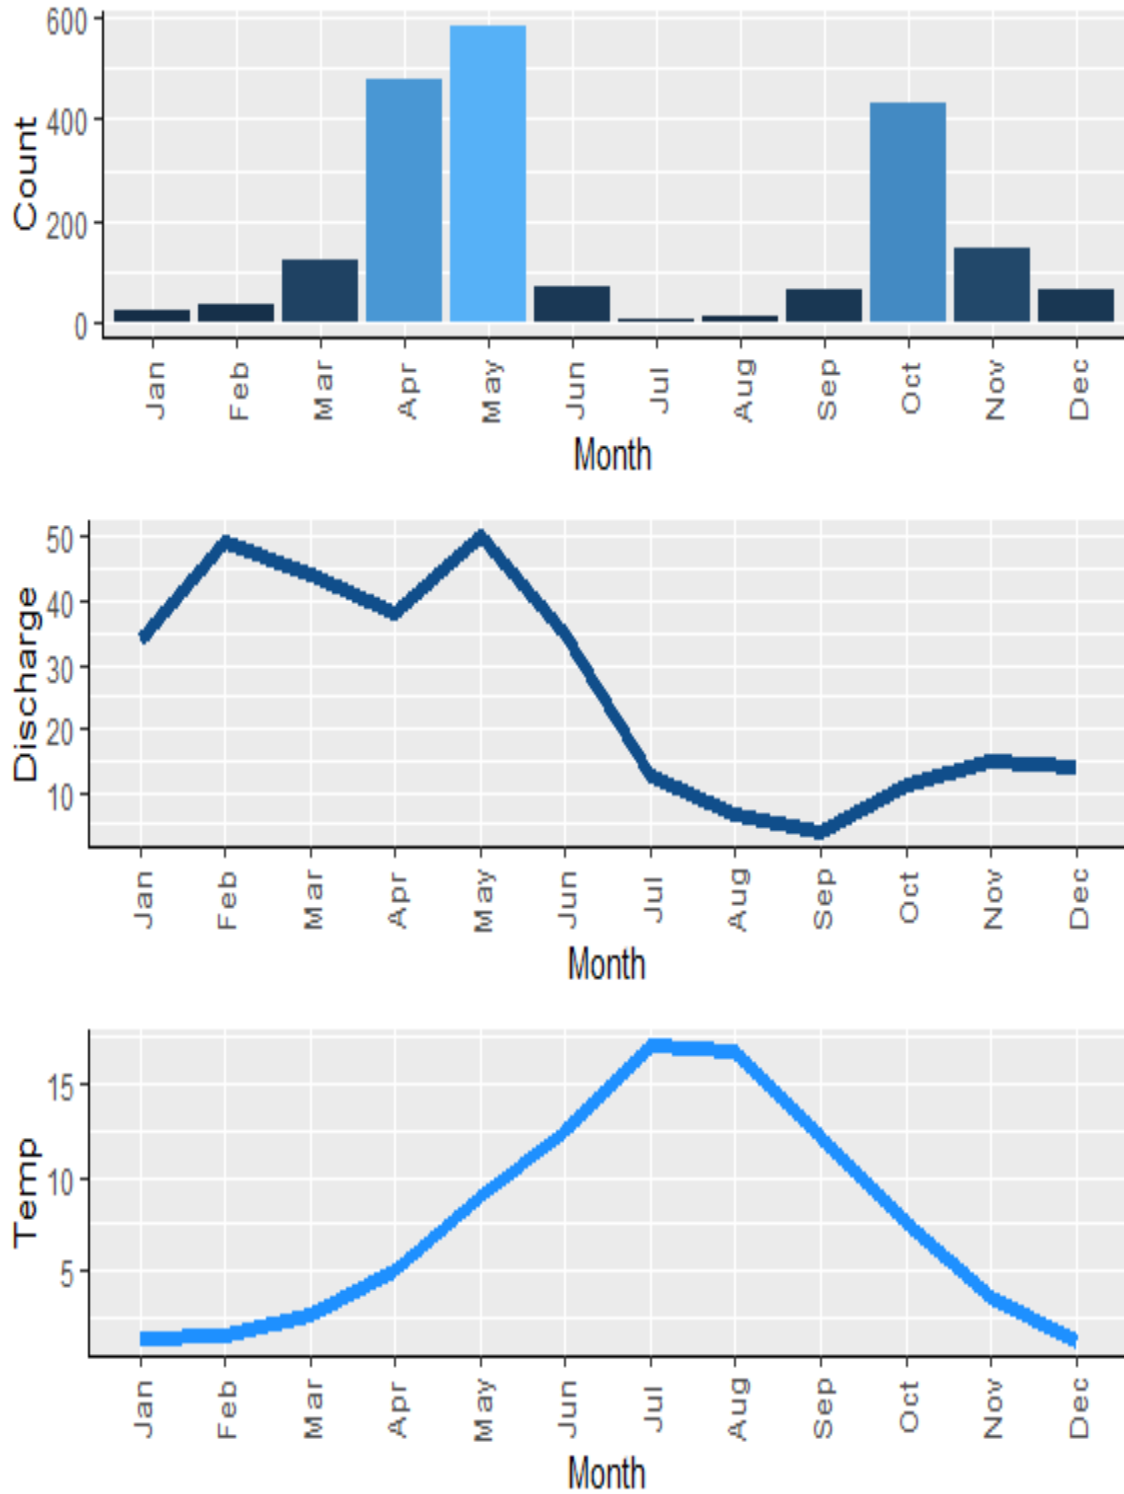 Count
600
400
200
0
Jan Feb Mar Apr May Jun Jul Aug Sep Oct Nov Dec
Month
Discharge
50
40
30
20
10
Jan Feb Mar Apr May Jun Jul Aug Sep Oct Nov Dec
Month
Temp
15
10
5
Jan Feb Mar Apr May Jun Jul Aug Sep Oct Nov Dec
Month